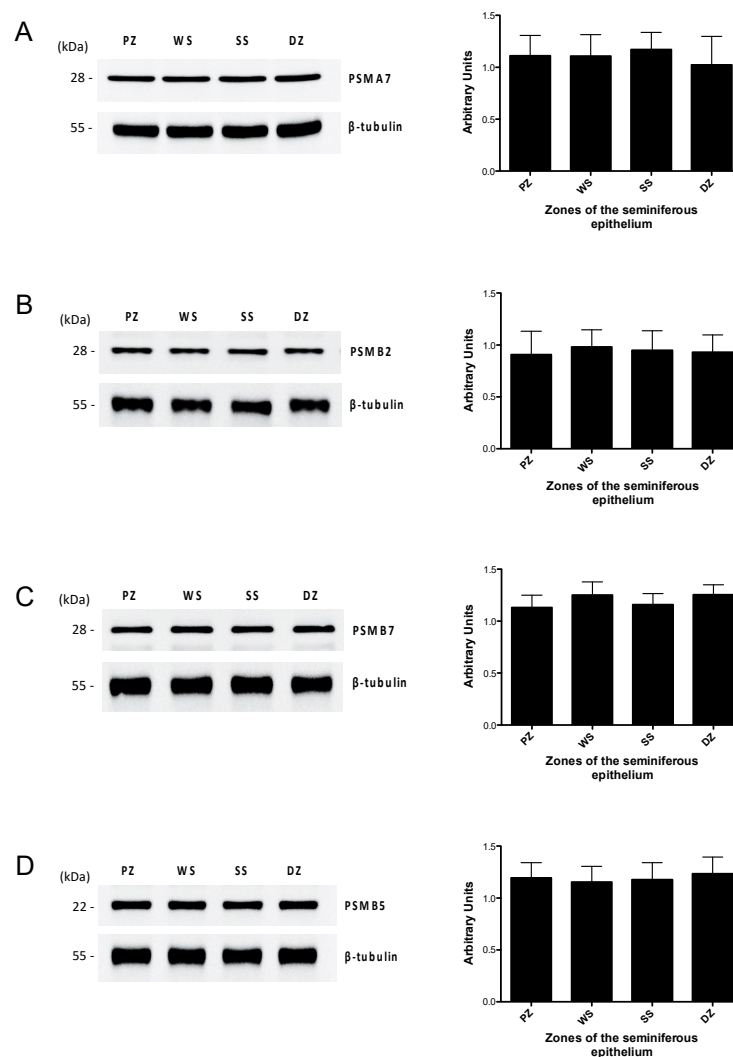 A
(kDa) PZ WS SS DZ
28 - PSMA7
55 - β-tubulin
1.5
1.0
0.5
0.0
Arbitrary Units
PZ WS SS DZ
Zones of the seminiferous
epithelium
B
(kDa) PZ WS SS DZ
28 - PSMB2
55 - β-tubulin
1.5
1.0
0.5
0.0
Arbitrary Units
PZ WS SS DZ
Zones of the seminiferous
epithelium
C
(kDa) PZ WS SS DZ
28 - PSMB7
55 - β-tubulin
1.5
1.0
0.5
0.0
Arbitrary Units
PZ WS SS DZ
Zones of the seminiferous
epithelium
D
(kDa) PZ WS SS DZ
22 - PSMB5
55 - β-tubulin
1.5
1.0
0.5
0.0
Arbitrary Units
PZ WS SS DZ
Zones of the seminiferous
epithelium